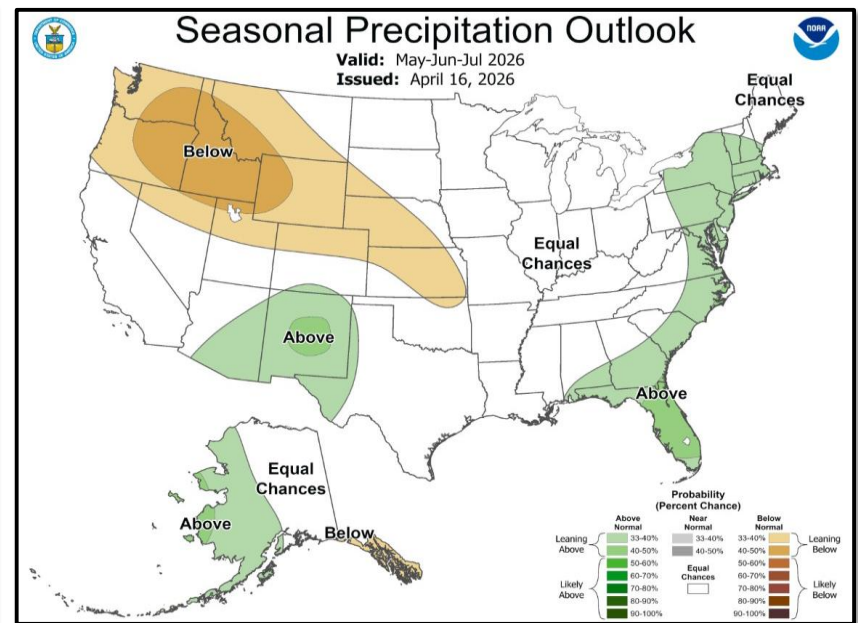 Seasonal Precipitation Outlook
NOAA
Valid: May-Jun-Jul 2026
Issued: April 16, 2026
Equal
Chances
Below
Equal
Chances
Above
Above
Equal
Chances
Above
Below
Probability
(Percent Chance)
Above
Normal
Near
Normal
Below
Normal
Leaning
Above
33-40%
33-40%
33-40%
Leaning
Below
40-50%
40-50%
40-50%
Likely
Above
50-60%
Equal
Chances
50-60%
Likely
Below
60-70%
60-70%
70-80%
70-80%
80-90%
80-90%
90-100%
90-100%